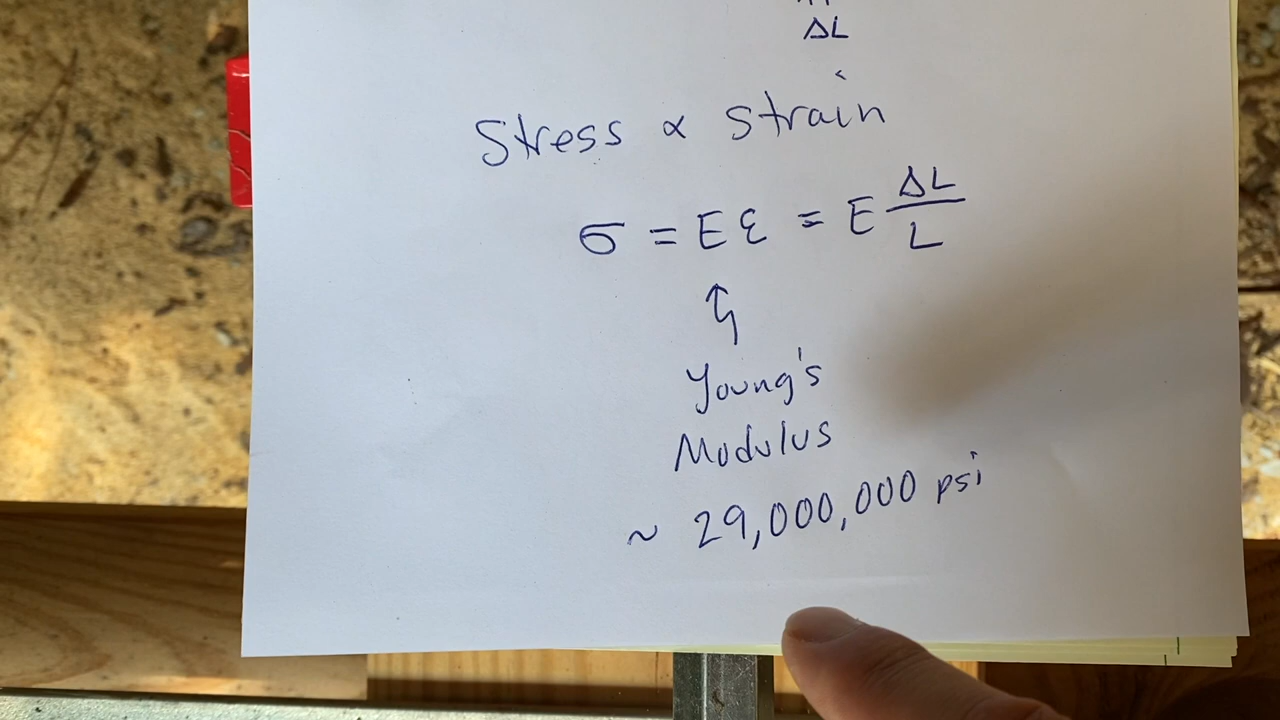 ΔL
Stress ∝ strain
σ = Eε = E ΔL/L
Young's
Modulus
~ 29,000,000 psi